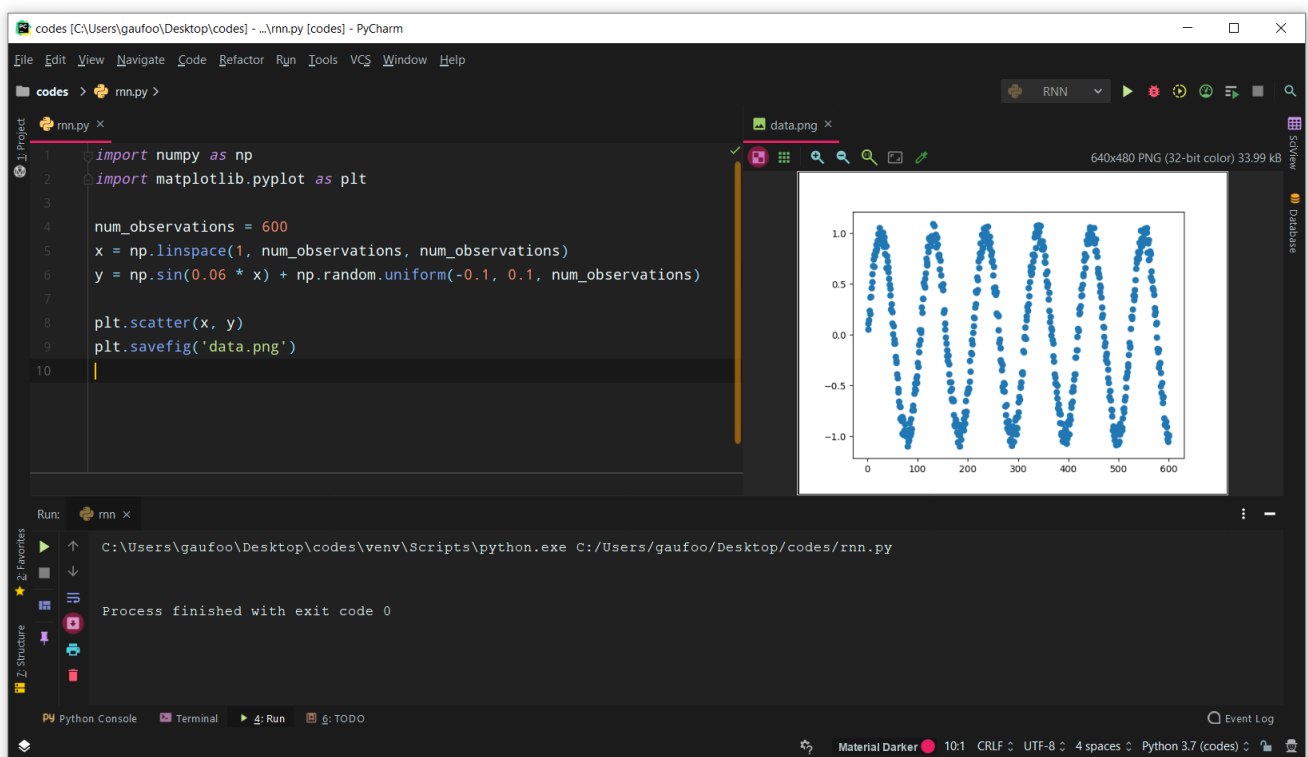 codes [C:\Users\gaufoo\Desktop\codes] - ...\rnn.py [codes] - PyCharm
File Edit View Navigate Code Refactor Run Tools VCS Window Help
codes rnn.py RNN
1: Project
rnn.py
data.png
640x480 PNG (32-bit color) 33.99 kB
SciView
Database
1 import numpy as np
2 import matplotlib.pyplot as plt
3
4 num_observations = 600
5 x = np.linspace(1, num_observations, num_observations)
6 y = np.sin(0.06 * x) + np.random.uniform(-0.1, 0.1, num_observations)
7
8 plt.scatter(x, y)
9 plt.savefig('data.png')
10
1.0
0.5
0.0
−0.5
−1.0
0 100 200 300 400 500 600
Run: rnn
2: Favorites
7: Structure
C:\Users\gaufoo\Desktop\codes\venv\Scripts\python.exe C:/Users/gaufoo/Desktop/codes/rnn.py
Process finished with exit code 0
Python Console Terminal 4: Run 6: TODO Event Log
Material Darker 10:1 CRLF UTF-8 4 spaces Python 3.7 (codes)